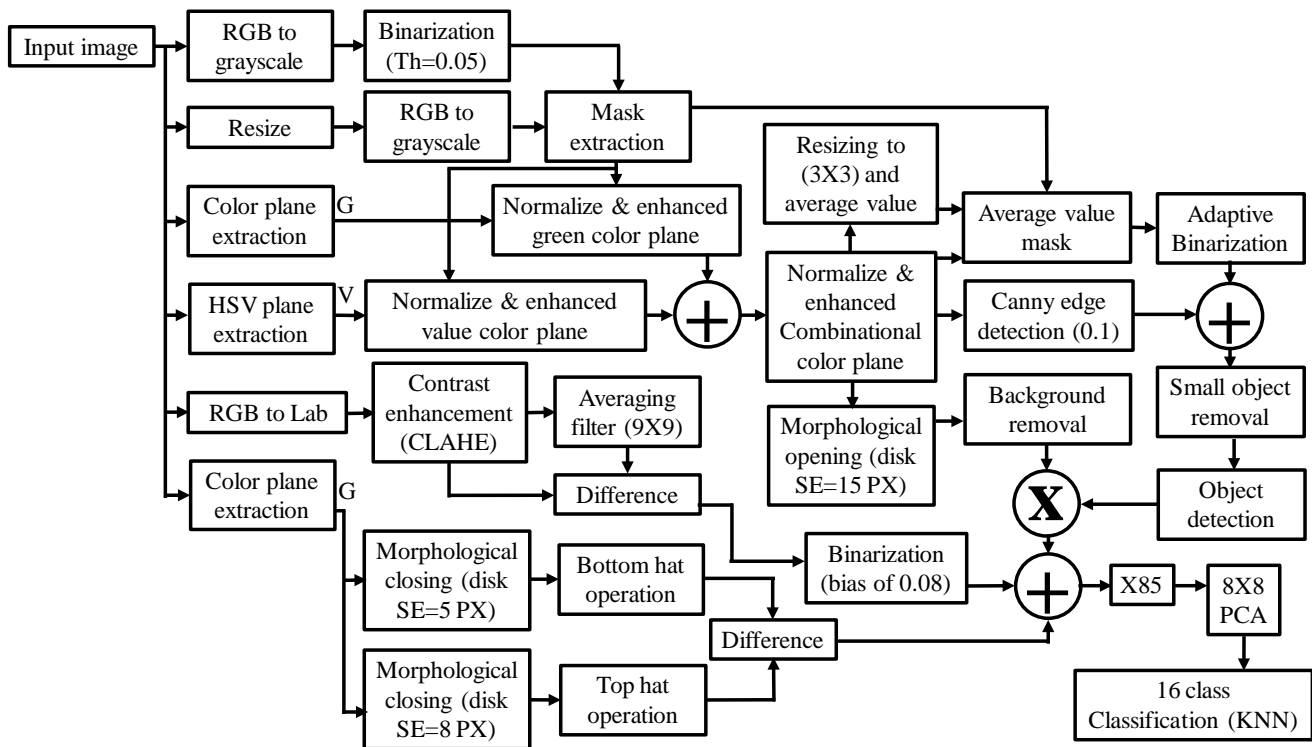 Input image
RGB to
grayscale
Binarization
(Th=0.05)
Resize
RGB to
grayscale
Mask
extraction
Color plane
extraction
G
Normalize & enhanced
green color plane
HSV plane
extraction
V
Normalize & enhanced
value color plane
+
Resizing to
(3X3) and
average value
Normalize &
enhanced
Combinational
color plane
Average value
mask
Adaptive
Binarization
Canny edge
detection (0.1)
+
Small object
removal
Object
detection
Morphological
opening (disk
SE=15 PX)
Background
removal
X
RGB to Lab
Contrast
enhancement
(CLAHE)
Averaging
filter (9X9)
Difference
Binarization
(bias of 0.08)
Color plane
extraction
G
Morphological
closing (disk
SE=5 PX)
Bottom hat
operation
Morphological
closing (disk
SE=8 PX)
Top hat
operation
Difference
+
X85
8X8
PCA
16 class
Classification (KNN)